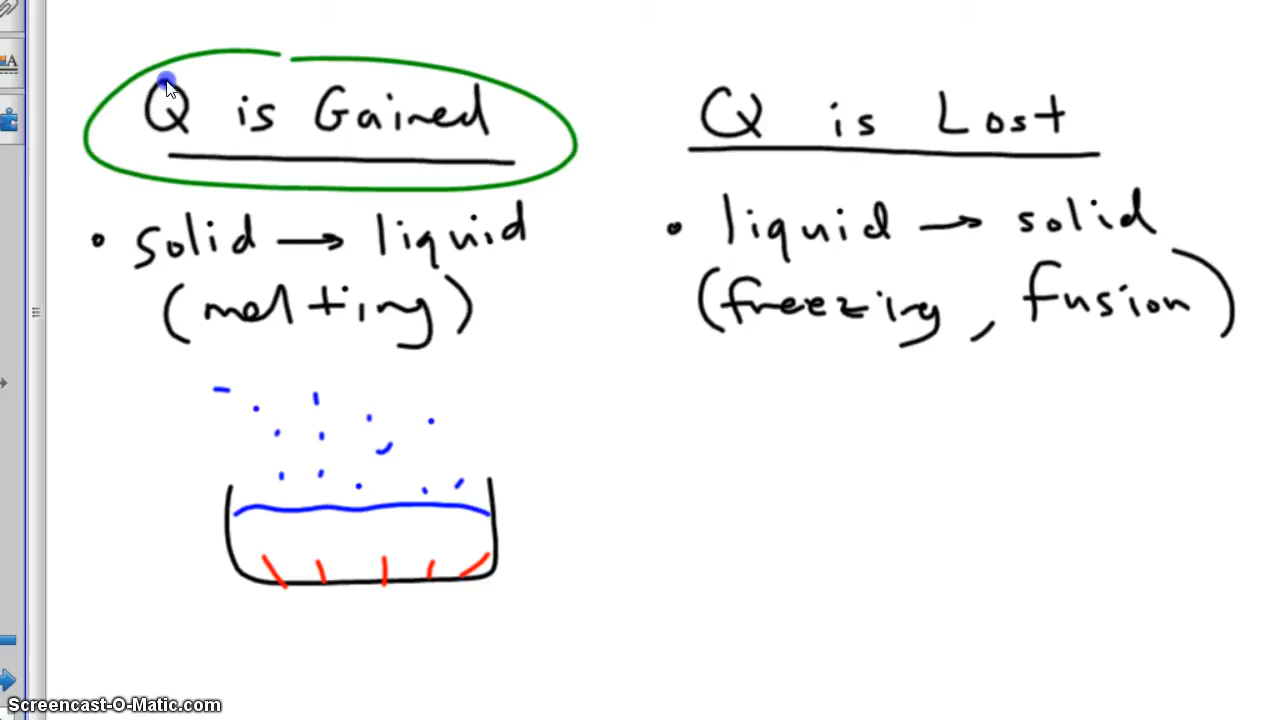 Q is Gained
• solid → liquid
(melting)
Q is Lost
• liquid → solid
(freezing, fusion)
A
Screencast-O-Matic.com